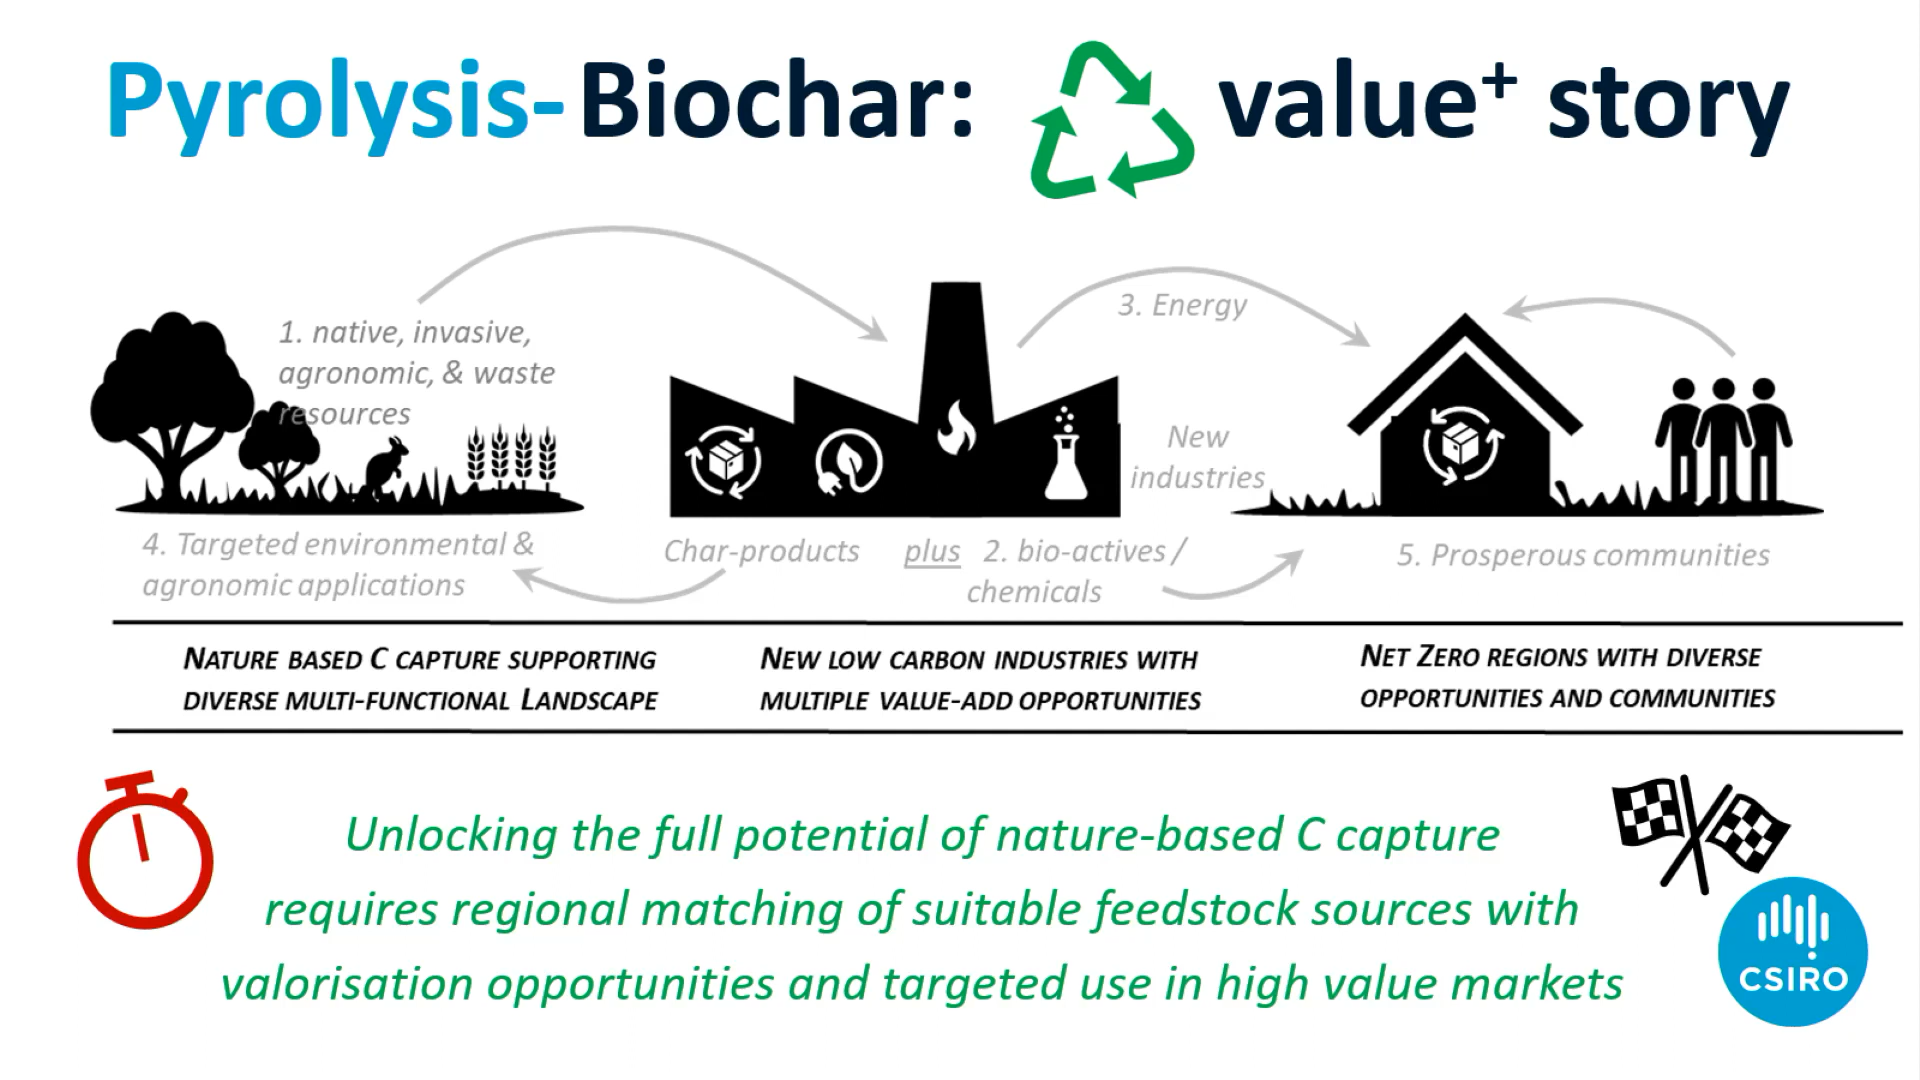 Pyrolysis-Biochar: value+ story
1. native, invasive,
agronomic, & waste
resources
3. Energy
New
industries
4. Targeted environmental &
agronomic applications
Char-products plus 2. bio-actives /
chemicals
5. Prosperous communities
NATURE BASED C CAPTURE SUPPORTING
DIVERSE MULTI-FUNCTIONAL LANDSCAPE
NEW LOW CARBON INDUSTRIES WITH
MULTIPLE VALUE-ADD OPPORTUNITIES
NET ZERO REGIONS WITH DIVERSE
OPPORTUNITIES AND COMMUNITIES
Unlocking the full potential of nature-based C capture
requires regional matching of suitable feedstock sources with
valorisation opportunities and targeted use in high value markets
CSIRO